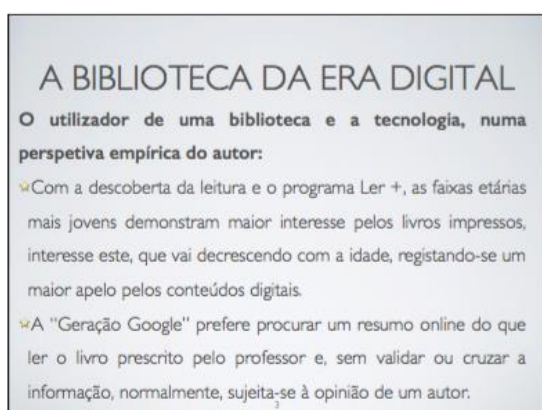 A BIBLIOTECA DA ERA DIGITAL
O utilizador de uma biblioteca e a tecnologia, numa
perspetiva empírica do autor:
Com a descoberta da leitura e o programa Ler +, as faixas etárias
mais jovens demonstram maior interesse pelos livros impressos,
interesse este, que vai decrescendo com a idade, registando-se um
maior apelo pelos conteúdos digitais.
A "Geração Google" prefere procurar um resumo online do que
ler o livro prescrito pelo professor e, sem validar ou cruzar a
informação, normalmente, sujeita-se à opinião de um autor.
3